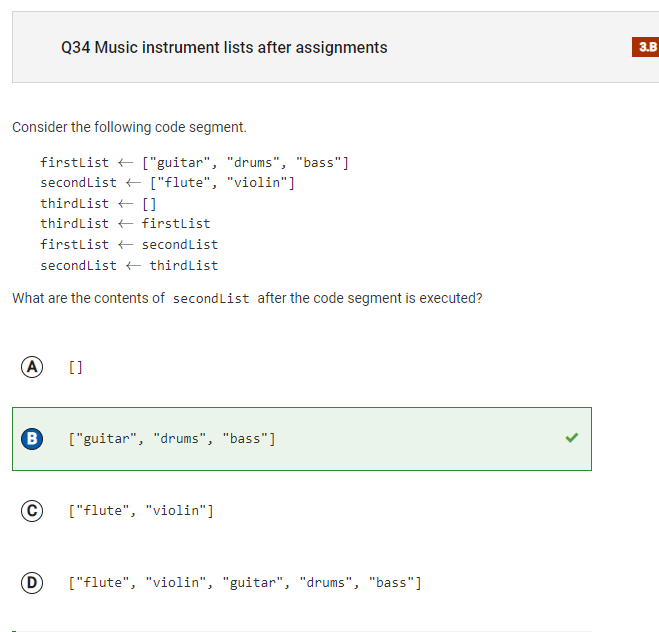 Q34 Music instrument lists after assignments
3.B
Consider the following code segment.
firstList ← ["guitar", "drums", "bass"]
secondList ← ["flute", "violin"]
thirdList ← []
thirdList ← firstList
firstList ← secondList
secondList ← thirdList
What are the contents of secondList after the code segment is executed?
A []
B ["guitar", "drums", "bass"] ✓
C ["flute", "violin"]
D ["flute", "violin", "guitar", "drums", "bass"]